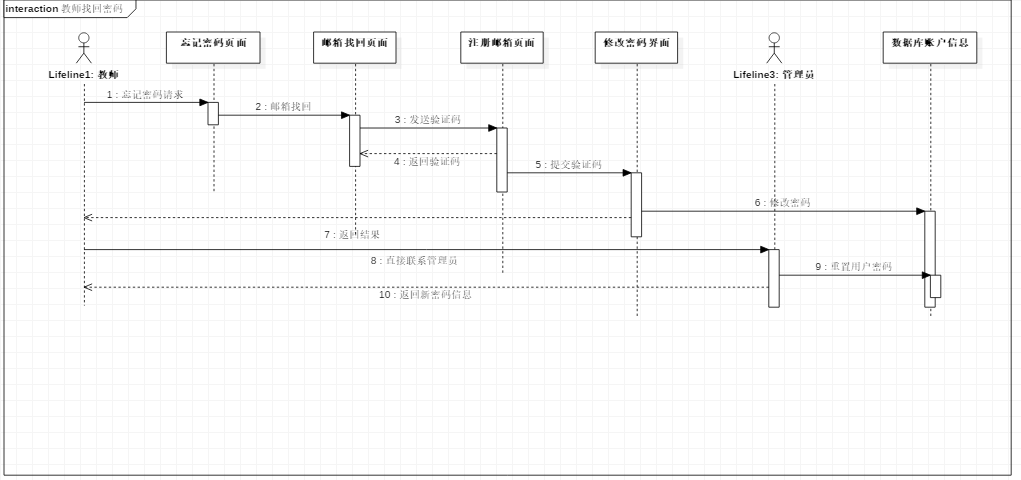 interaction 教师找回密码
忘记密码页面
邮箱找回页面
注册邮箱页面
修改密码界面
数据库账户信息
Lifeline1: 教师
Lifeline3: 管理员
1 : 忘记密码请求
2 : 邮箱找回
3 : 发送验证码
4 : 返回验证码
5 : 提交验证码
6 : 修改密码
7 : 返回结果
8 : 直接联系管理员
9 : 重置用户密码
10 : 返回新密码信息